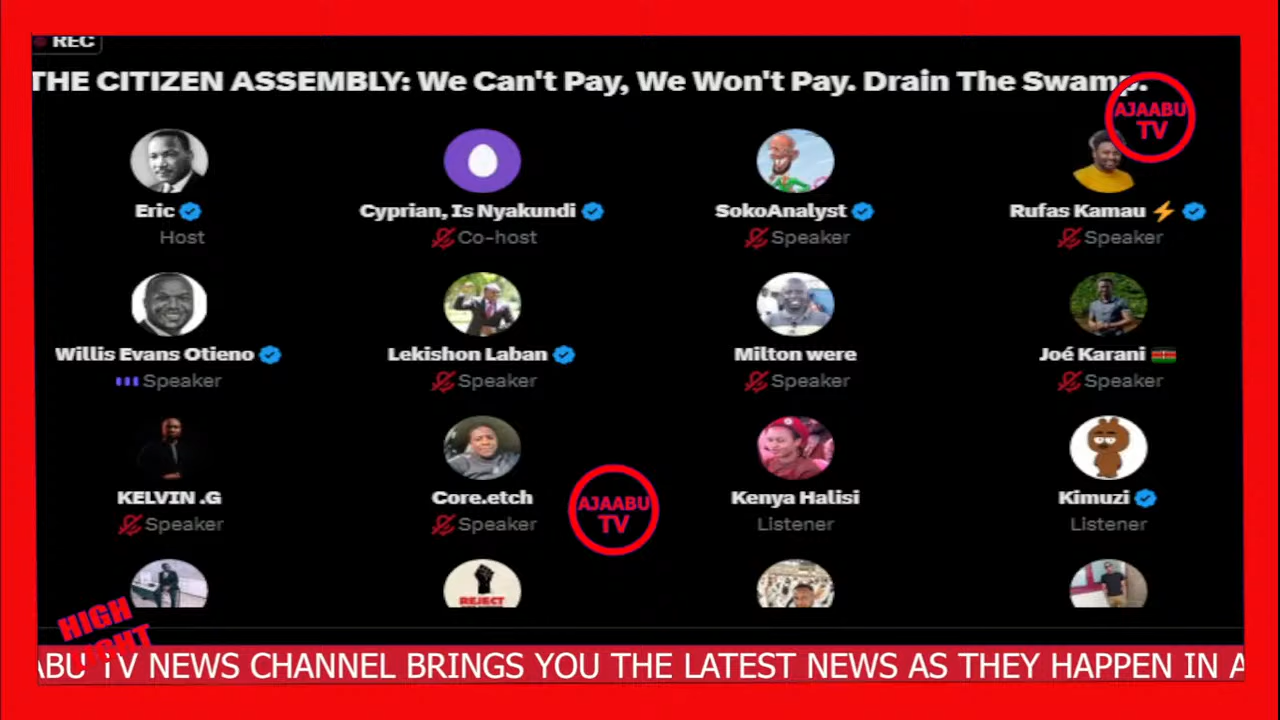 REC
THE CITIZEN ASSEMBLY: We Can't Pay, We Won't Pay. Drain The Swamp.
AJAABU
TV
Eric
Cyprian, Is Nyakundi
SokoAnalyst
Rufas Kamau
Host
Co-host
Speaker
Speaker
Willis Evans Otieno
Lekishon Laban
Milton were
Joé Karani
Speaker
Speaker
Speaker
Speaker
KELVIN .G
Core.etch
Kenya Halisi
Kimuzi
Speaker
Speaker
Listener
Listener
AJAABU
TV
REJECT
HIGH
ABU TV NEWS CHANNEL BRINGS YOU THE LATEST NEWS AS THEY HAPPEN IN A